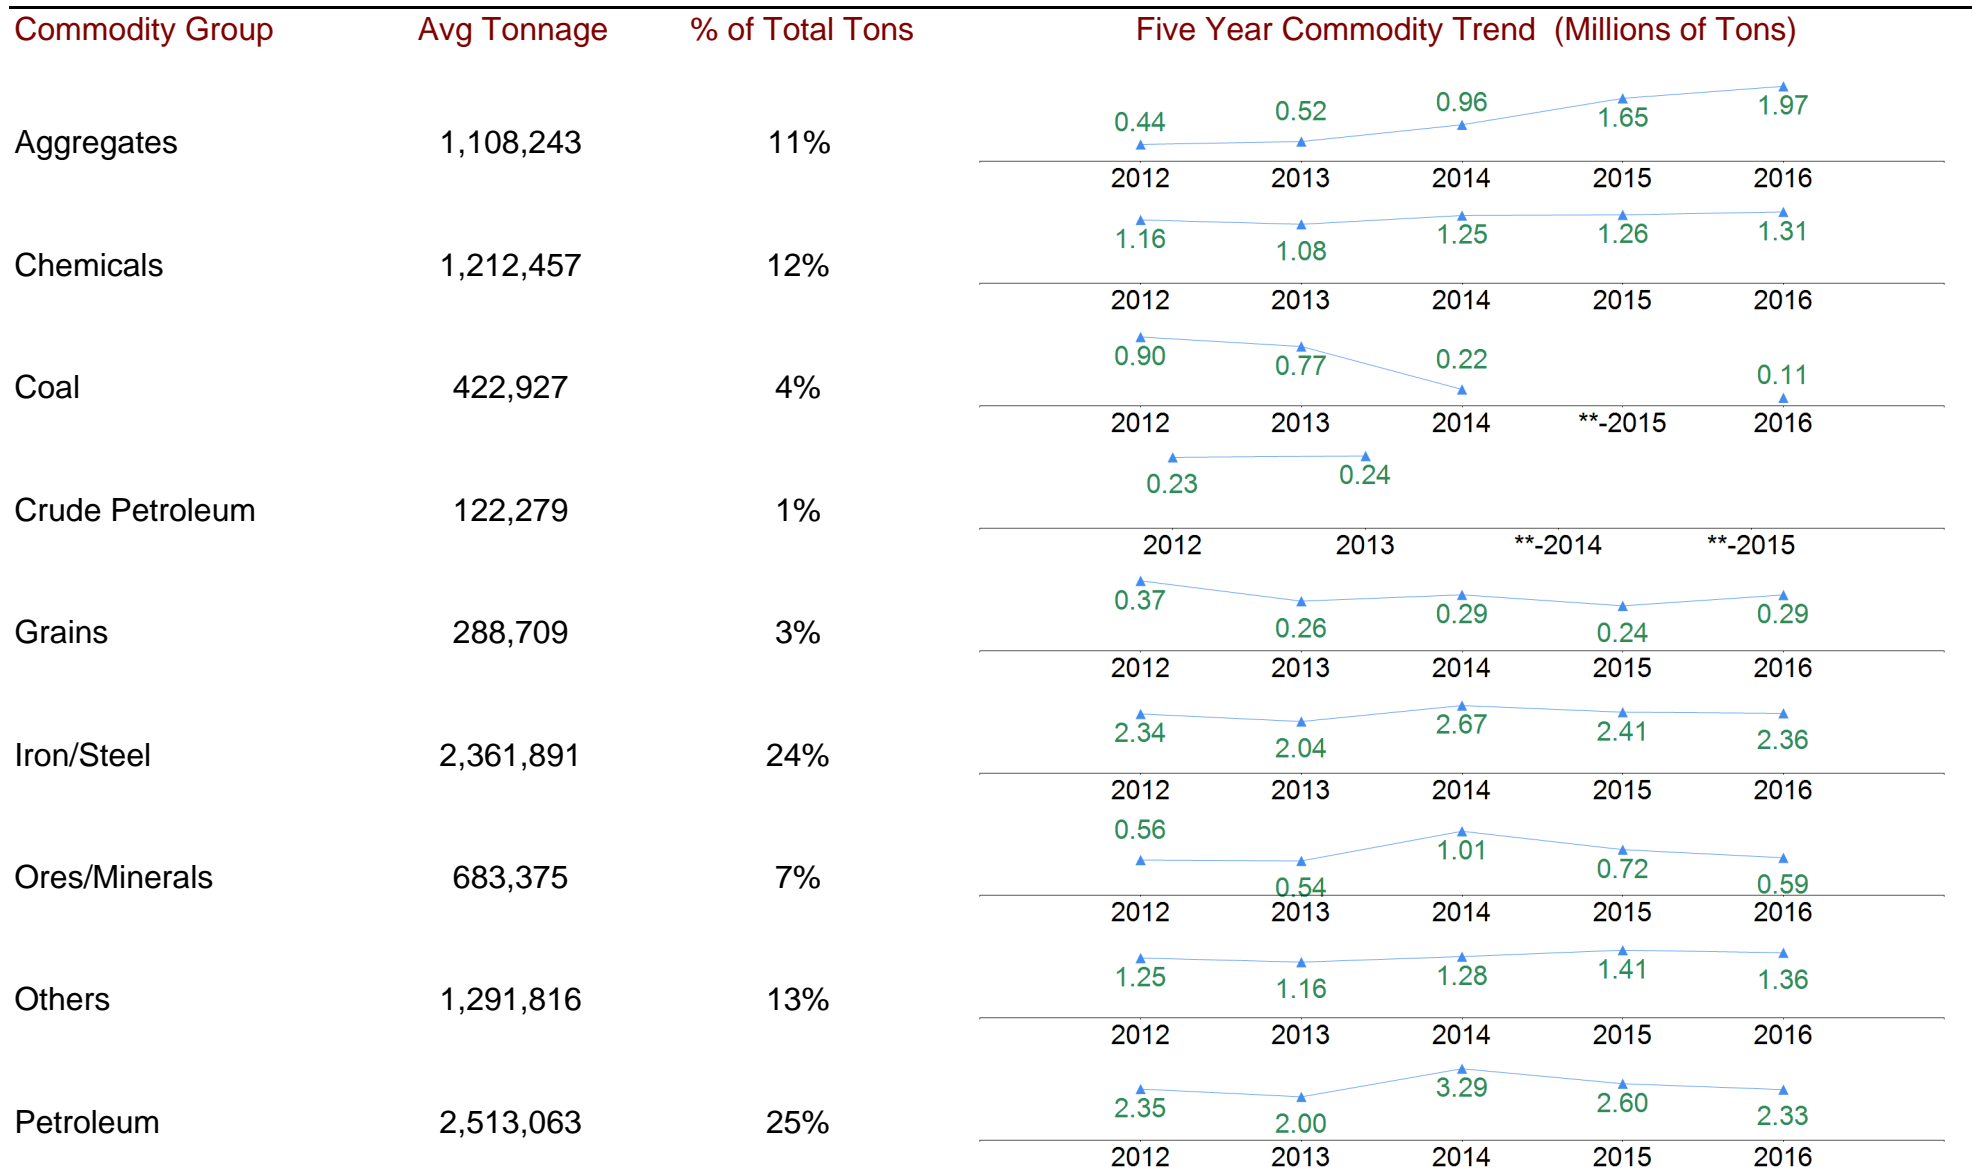 Commodity Group Avg Tonnage % of Total Tons Five Year Commodity Trend (Millions of Tons)
0.44 0.52 0.96 1.65 1.97
Aggregates 1,108,243 11%
2012 2013 2014 2015 2016
1.16 1.08 1.25 1.26 1.31
Chemicals 1,212,457 12%
2012 2013 2014 2015 2016
0.90 0.77 0.22 0.11
Coal 422,927 4%
2012 2013 2014 **-2015 2016
0.23 0.24
Crude Petroleum 122,279 1%
2012 2013 **-2014 **-2015
0.37 0.26 0.29 0.24 0.29
Grains 288,709 3%
2012 2013 2014 2015 2016
2.34 2.04 2.67 2.41 2.36
Iron/Steel 2,361,891 24%
2012 2013 2014 2015 2016
0.56 0.54 1.01 0.72 0.59
Ores/Minerals 683,375 7%
2012 2013 2014 2015 2016
1.25 1.16 1.28 1.41 1.36
Others 1,291,816 13%
2012 2013 2014 2015 2016
2.35 2.00 3.29 2.60 2.33
Petroleum 2,513,063 25%
2012 2013 2014 2015 2016